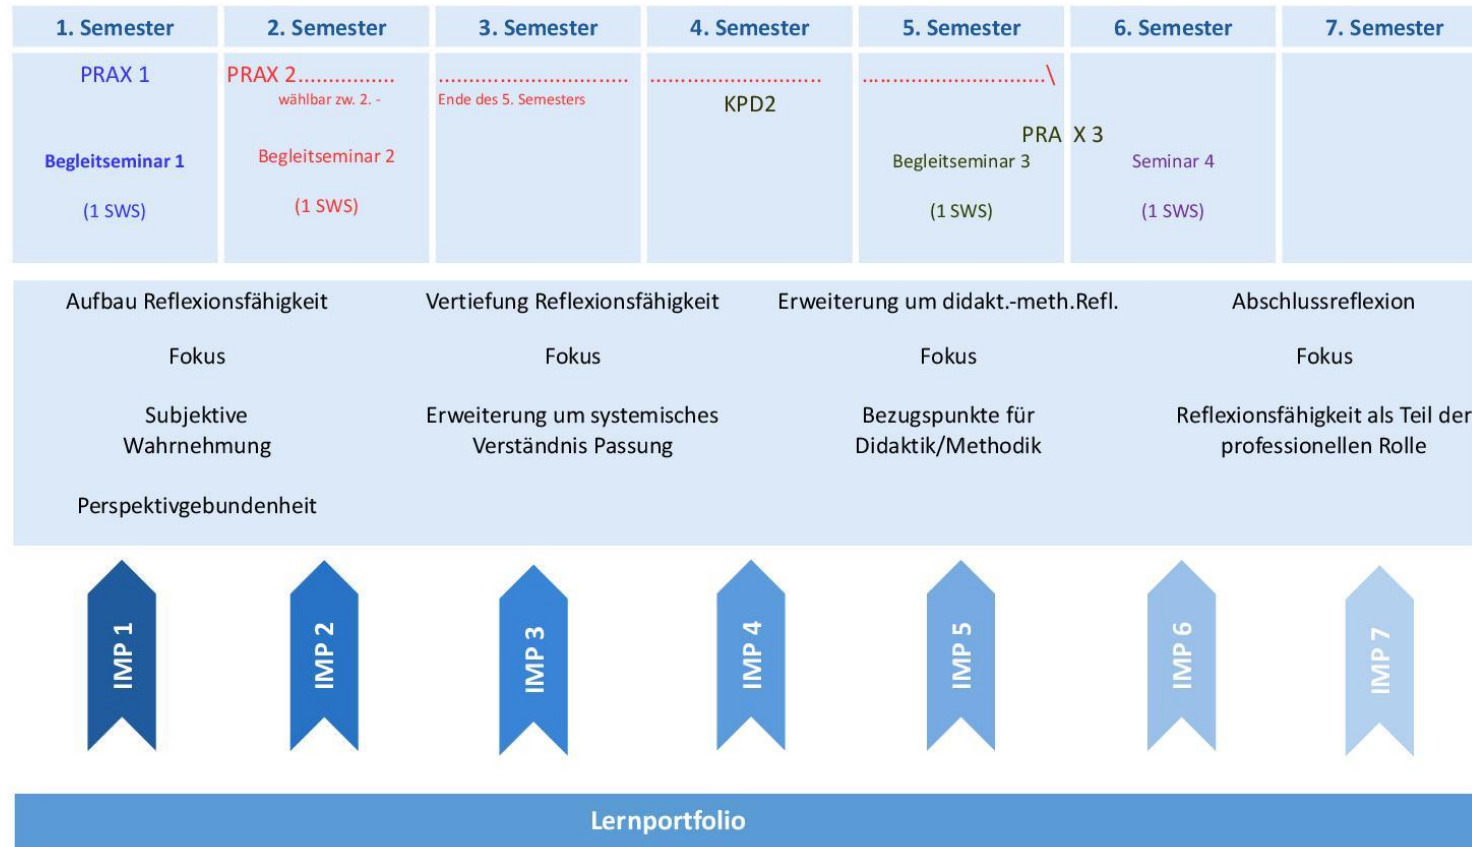 1. Semester 2. Semester 3. Semester 4. Semester 5. Semester 6. Semester 7. Semester
PRAX 1 PRAX 2................ ................................ ............................. ...............................\
wählbar zw. 2. - Ende des 5. Semesters KPD2
PRA X 3
Begleitseminar 1 Begleitseminar 2 Begleitseminar 3 Seminar 4
(1 SWS) (1 SWS) (1 SWS) (1 SWS)
Aufbau Reflexionsfähigkeit Vertiefung Reflexionsfähigkeit Erweiterung um didakt.-meth.Refl. Abschlussreflexion
Fokus Fokus Fokus Fokus
Subjektive Erweiterung um systemisches Bezugspunkte für Reflexionsfähigkeit als Teil der
Wahrnehmung Verständnis Passung Didaktik/Methodik professionellen Rolle
Perspektivgebundenheit
IMP 1 IMP 2 IMP 3 IMP 4 IMP 5 IMP 6 IMP 7
Lernportfolio